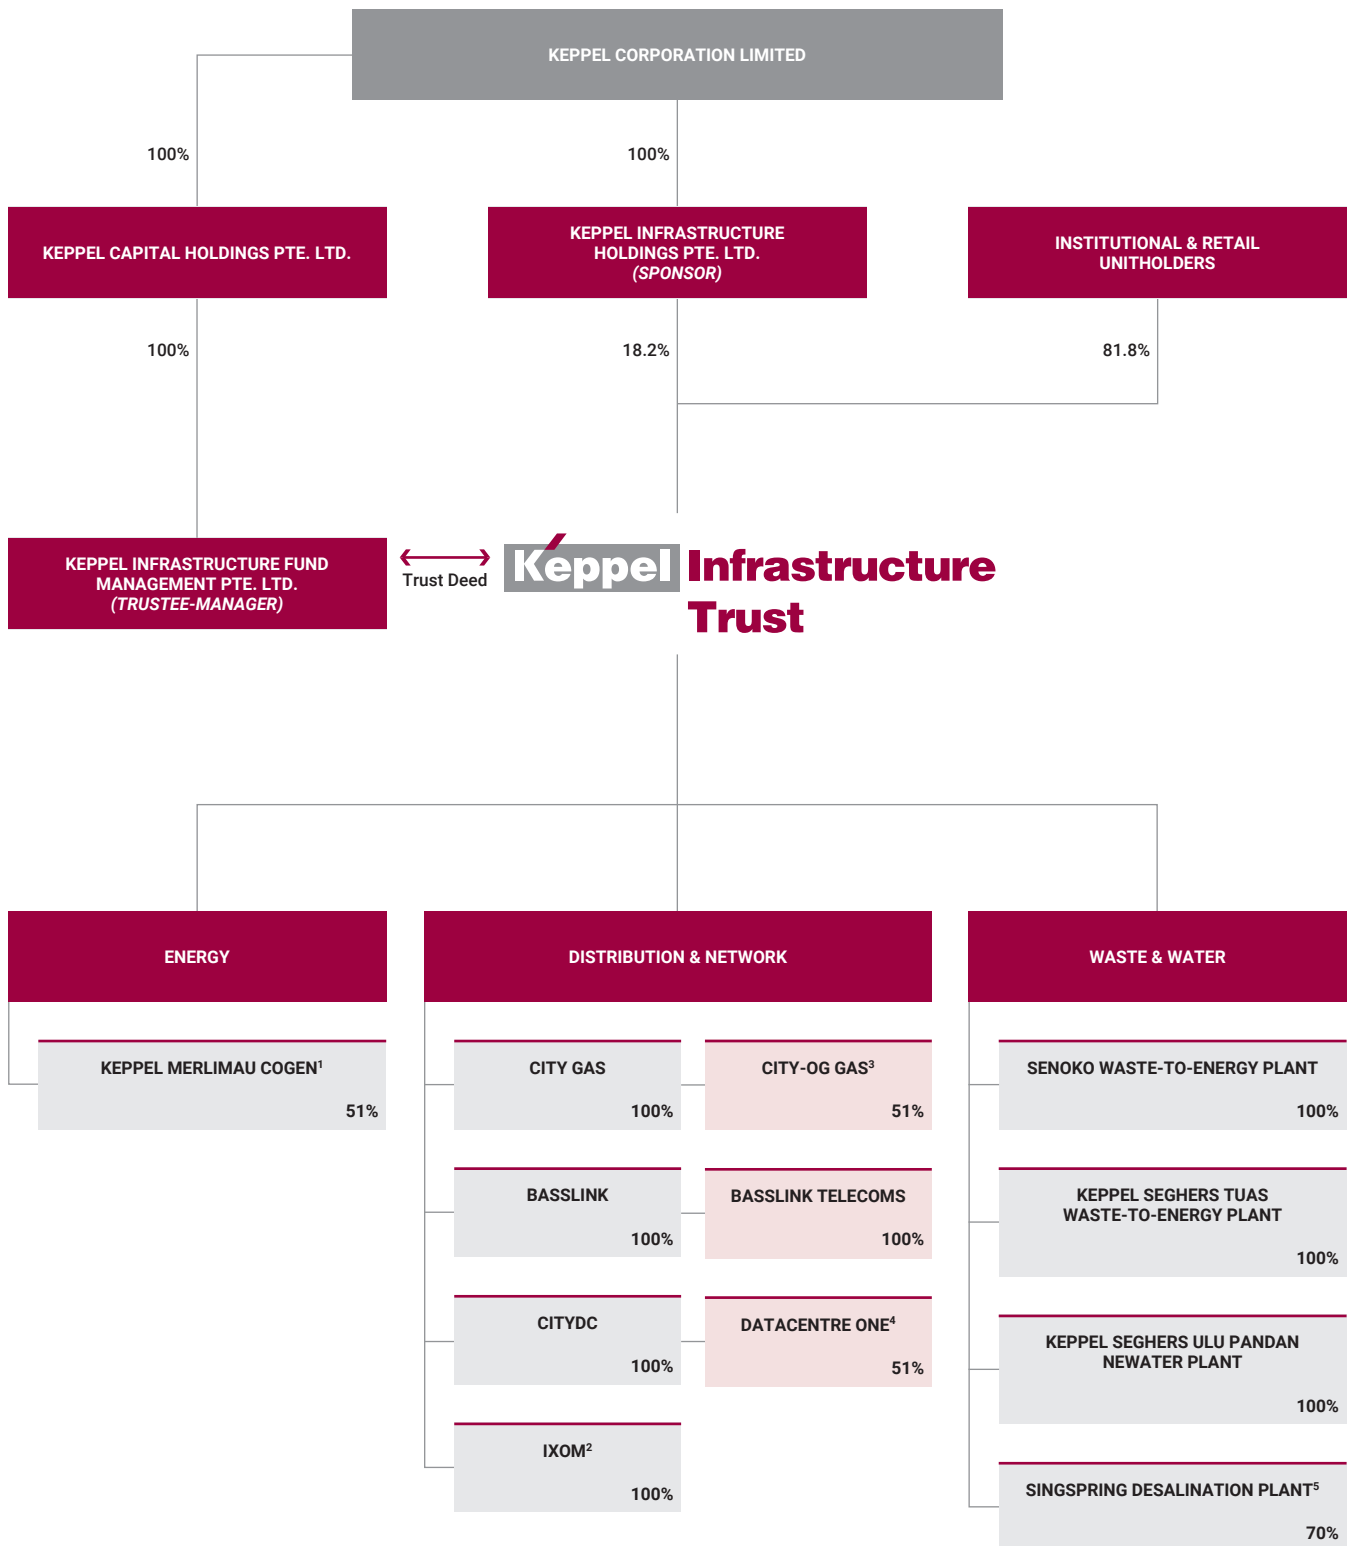 KEPPEL CORPORATION LIMITED
100%
100%
KEPPEL CAPITAL HOLDINGS PTE. LTD.
KEPPEL INFRASTRUCTURE
HOLDINGS PTE. LTD.
(SPONSOR)
INSTITUTIONAL & RETAIL
UNITHOLDERS
100%
18.2%
81.8%
KEPPEL INFRASTRUCTURE FUND
MANAGEMENT PTE. LTD.
(TRUSTEE-MANAGER)
Trust Deed
Keppel Infrastructure
Trust
ENERGY
KEPPEL MERLIMAU COGEN¹
51%
DISTRIBUTION & NETWORK
CITY GAS
100%
CITY-OG GAS³
51%
BASSLINK
100%
BASSLINK TELECOMS
100%
CITYDC
100%
DATACENTRE ONE⁴
51%
IXOM²
100%
WASTE & WATER
SENOKO WASTE-TO-ENERGY PLANT
100%
KEPPEL SEGHERS TUAS
WASTE-TO-ENERGY PLANT
100%
KEPPEL SEGHERS ULU PANDAN
NEWATER PLANT
100%
SINGSPRING DESALINATION PLANT⁵
70%